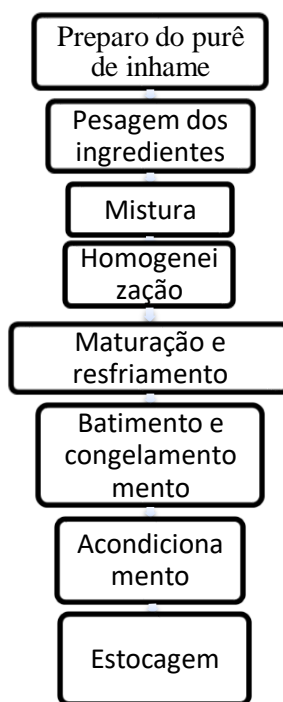 Preparo do purê
de inhame
Pesagem dos
ingredientes
Mistura
Homogenei
zação
Maturação e
resfriamento
Batimento e
congelamento
mento
Acondiciona
mento
Estocagem